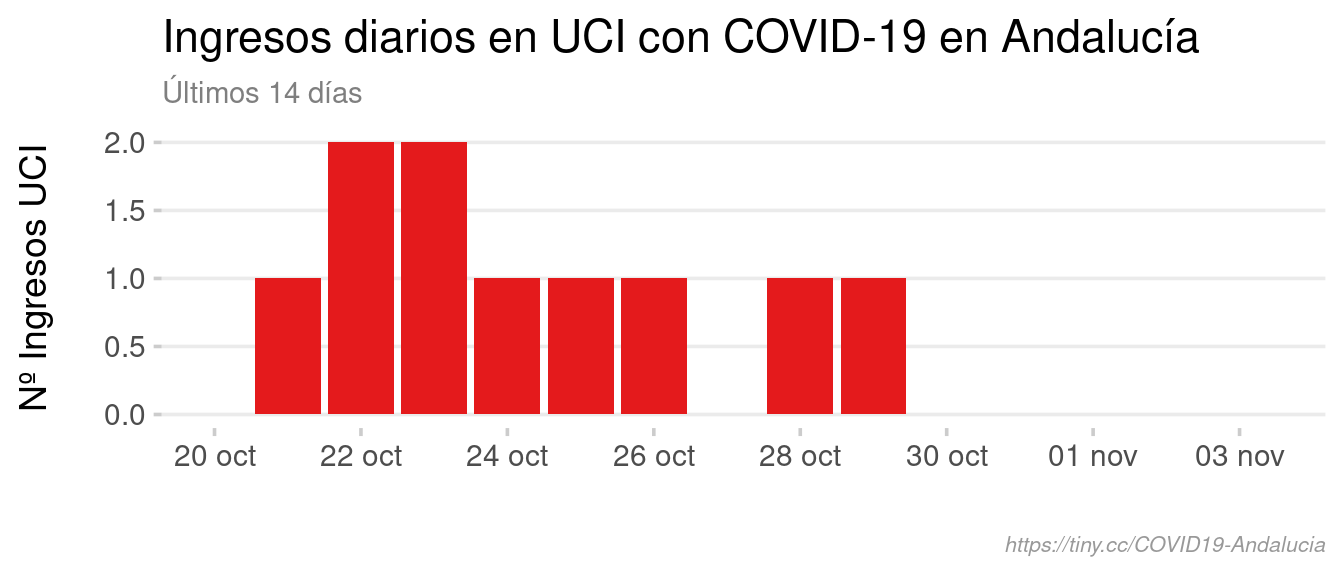 Ingresos diarios en UCI con COVID-19 en Andalucía
Últimos 14 días
Nº Ingresos UCI
2.0
1.5
1.0
0.5
0.0
20 oct 22 oct 24 oct 26 oct 28 oct 30 oct 01 nov 03 nov
https://tiny.cc/COVID19-Andalucia